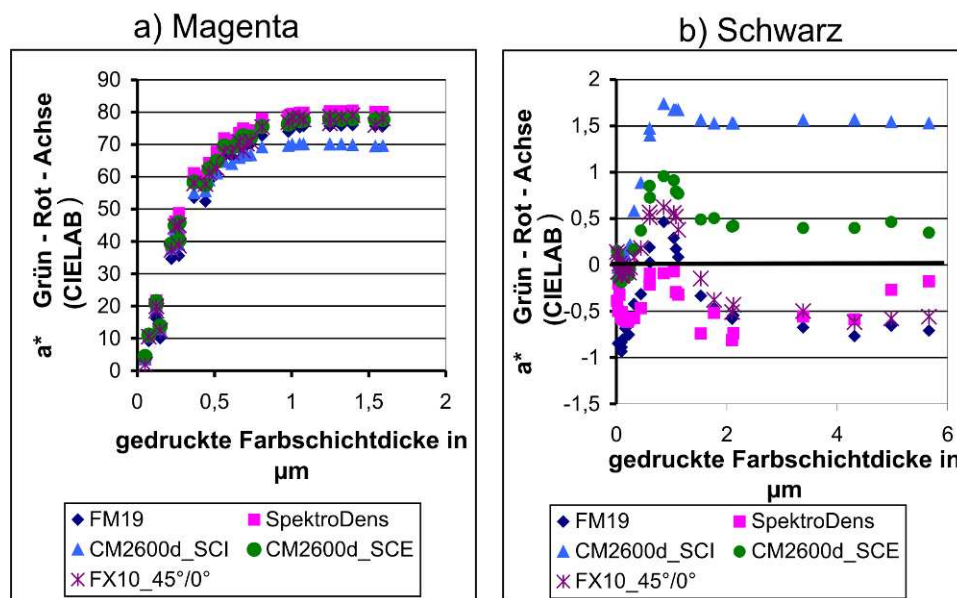 a) Magenta
a* Grün - Rot - Achse
(CIELAB)
90
80
70
60
50
40
30
20
10
0
0
0,5
1
1,5
2
gedruckte Farbschichtdicke in
µm
FM19
SpektroDens
CM2600d_SCI
CM2600d_SCE
FX10_45°/0°
b) Schwarz
a* Grün - Rot - Achse
(CIELAB)
2
1,5
1
0,5
0
-0,5
-1
-1,5
0
2
4
6
gedruckte Farbschichtdicke in
µm
FM19
SpektroDens
CM2600d_SCI
CM2600d_SCE
FX10_45°/0°